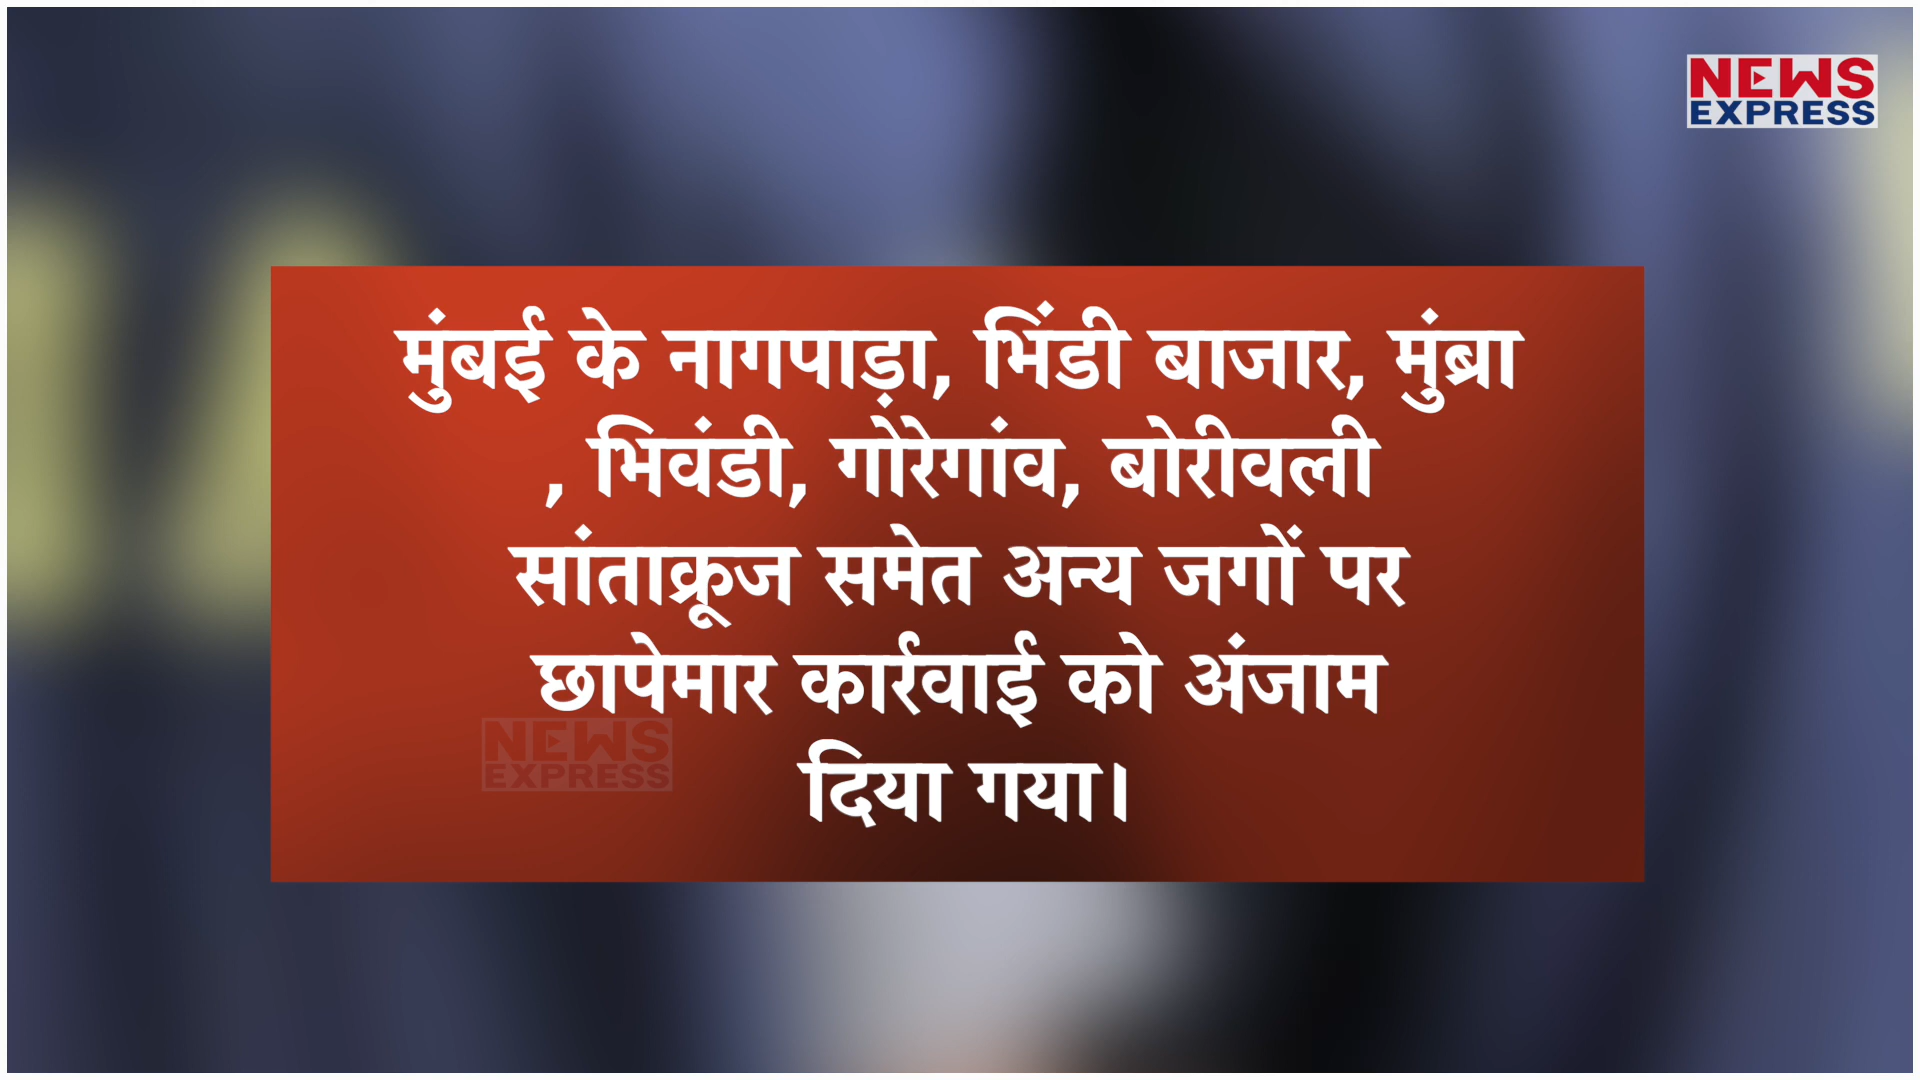 NEWS
EXPRESS
मुंबई के नागपाड़ा, भिंडी बाजार, मुंब्रा
, भिवंडी, गोरेगांव, बोरीवली
सांताक्रूज समेत अन्य जगों पर
छापेमार कार्रवाई को अंजाम
दिया गया।
NEWS
EXPRESS